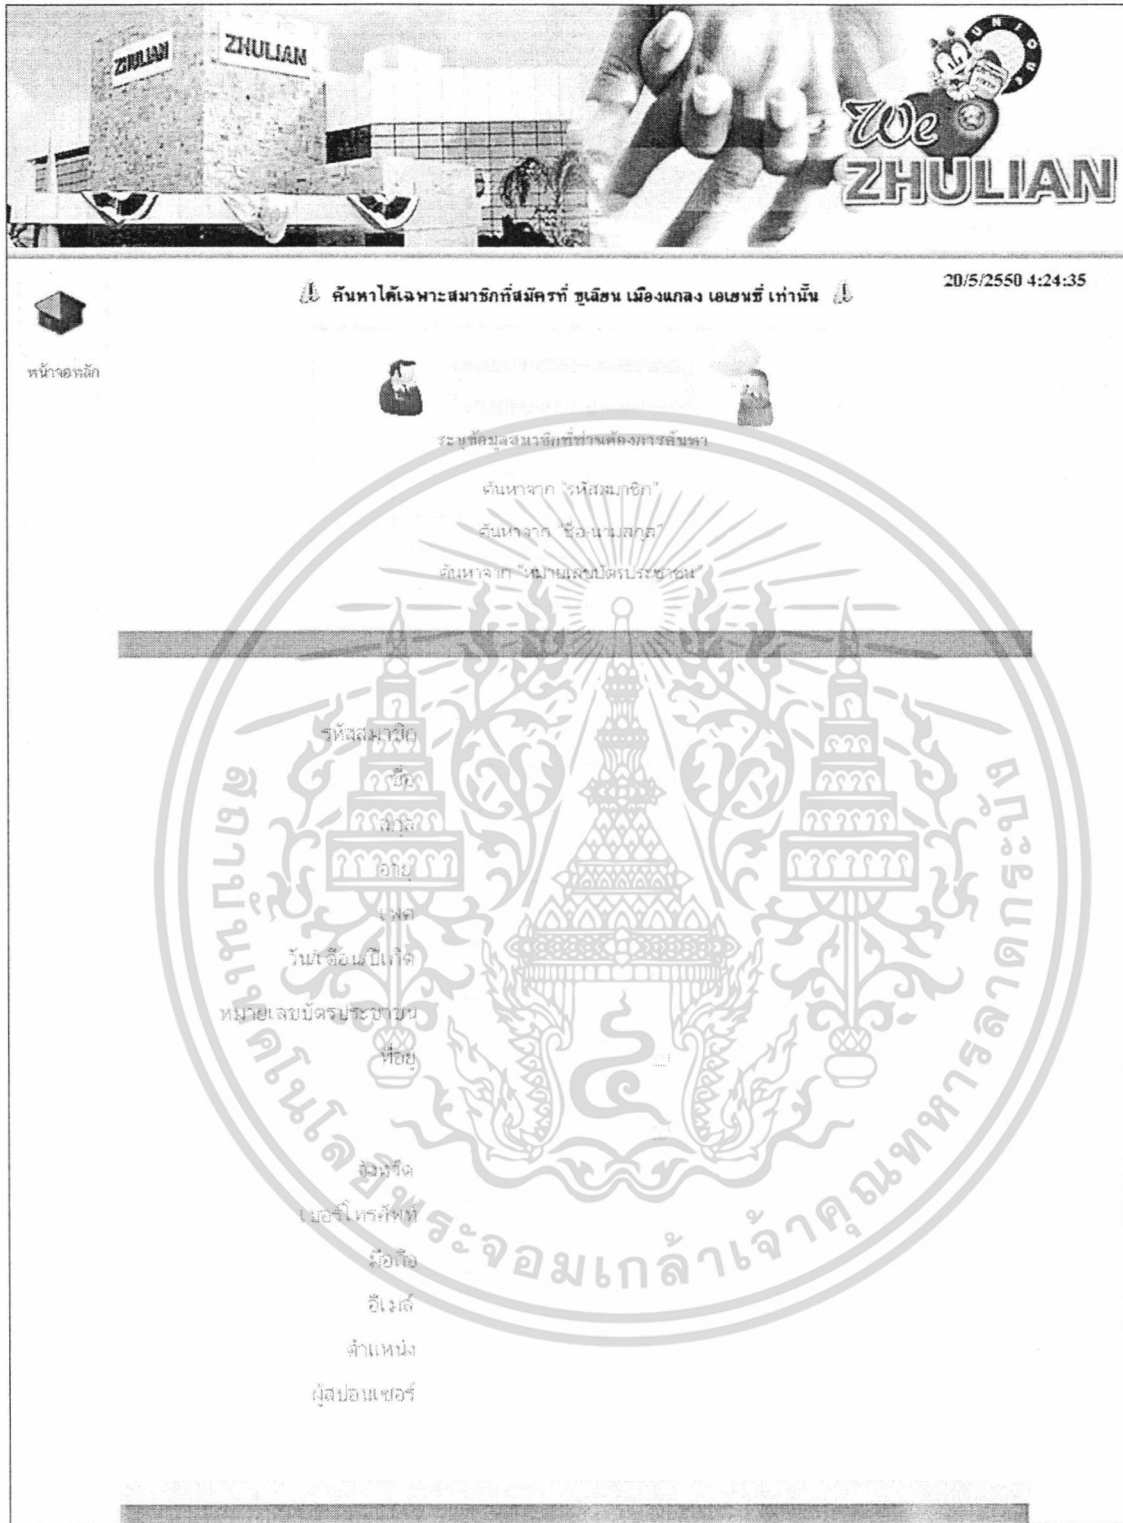 ZHULIAN
ZHULIAN
UNIQUE
We
ZHULIAN
20/5/2550 4:24:35
ค้นหาได้เฉพาะสมาชิกที่สมัครที่ ซูเลียน เมืองแกลง เอเยนซี่ เท่านั้น
หน้าจอหลัก
ระบุข้อมูลสมาชิกที่ท่านต้องการค้นหา
ค้นหาจาก "รหัสสมาชิก"
ค้นหาจาก "ชื่อ-นามสกุล"
ค้นหาจาก "หมายเลขบัตรประชาชน"
รหัสสมาชิก
ชื่อ
สกุล
อายุ
เพศ
วัน/เดือน/ปีเกิด
หมายเลขบัตรประชาชน
ที่อยู่
จังหวัด
เบอร์โทรศัพท์
มือถือ
อีเมล์
ตำแหน่ง
ผู้สปอนเซอร์
สถาบันเทคโนโลยีพระจอมเกล้าเจ้าคุณทหารลาดกระบัง